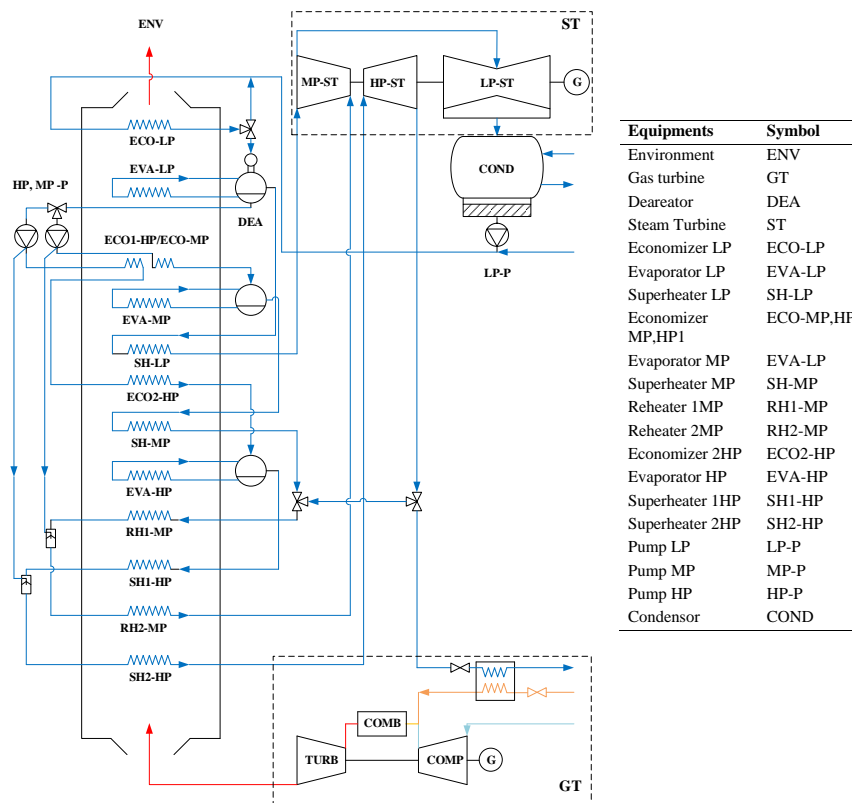 ENV
ST
MP-ST
HP-ST
LP-ST
G
ECO-LP
EVA-LP
COND
HP, MP -P
DEA
ECO1-HP/ECO-MP
LP-P
EVA-MP
SH-LP
ECO2-HP
SH-MP
EVA-HP
RH1-MP
SH1-HP
RH2-MP
SH2-HP
COMB
TURB
COMP
G
GT
Equipments Symbol
Environment ENV
Gas turbine GT
Deareator DEA
Steam Turbine ST
Economizer LP ECO-LP
Evaporator LP EVA-LP
Superheater LP SH-LP
Economizer ECO-MP,HP
MP,HP1
Evaporator MP EVA-LP
Superheater MP SH-MP
Reheater 1MP RH1-MP
Reheater 2MP RH2-MP
Economizer 2HP ECO2-HP
Evaporator HP EVA-HP
Superheater 1HP SH1-HP
Superheater 2HP SH2-HP
Pump LP LP-P
Pump MP MP-P
Pump HP HP-P
Condensor COND